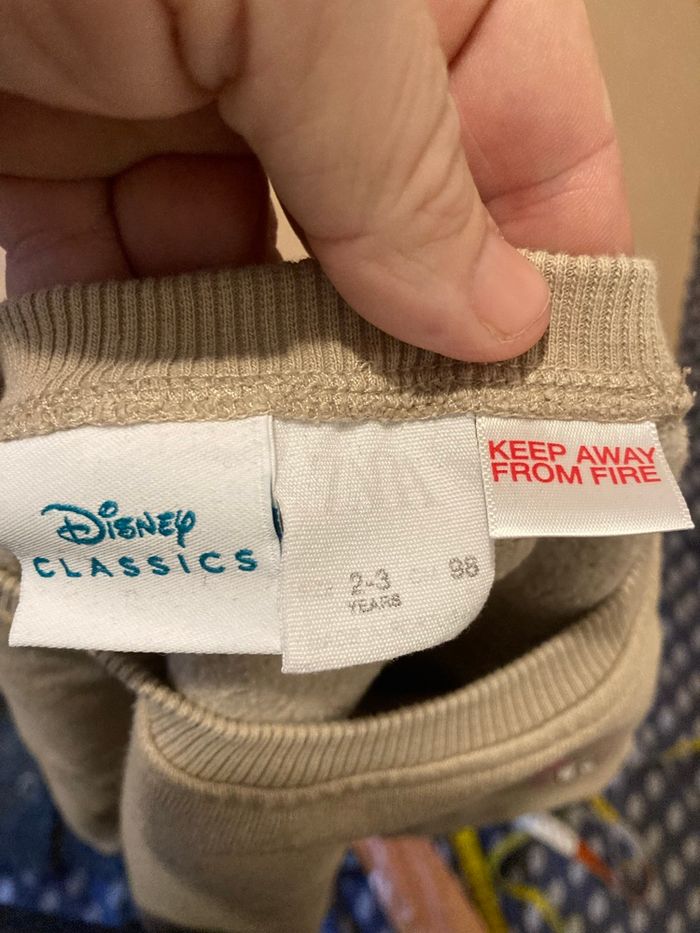 Disney
CLASSICS
2-3
YEARS
98
KEEP AWAY
FROM FIRE